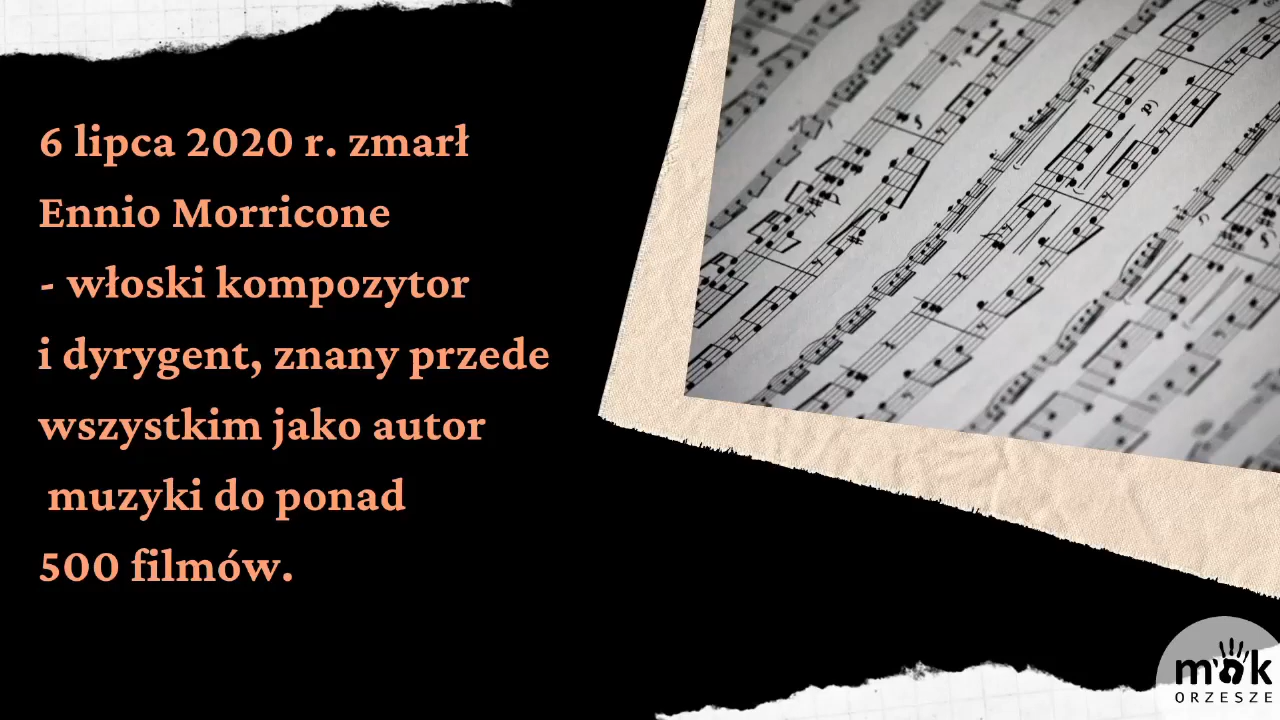 6 lipca 2020 r. zmarł
Ennio Morricone
- włoski kompozytor
i dyrygent, znany przede
wszystkim jako autor
muzyki do ponad
500 filmów.
mok
ORZESZE